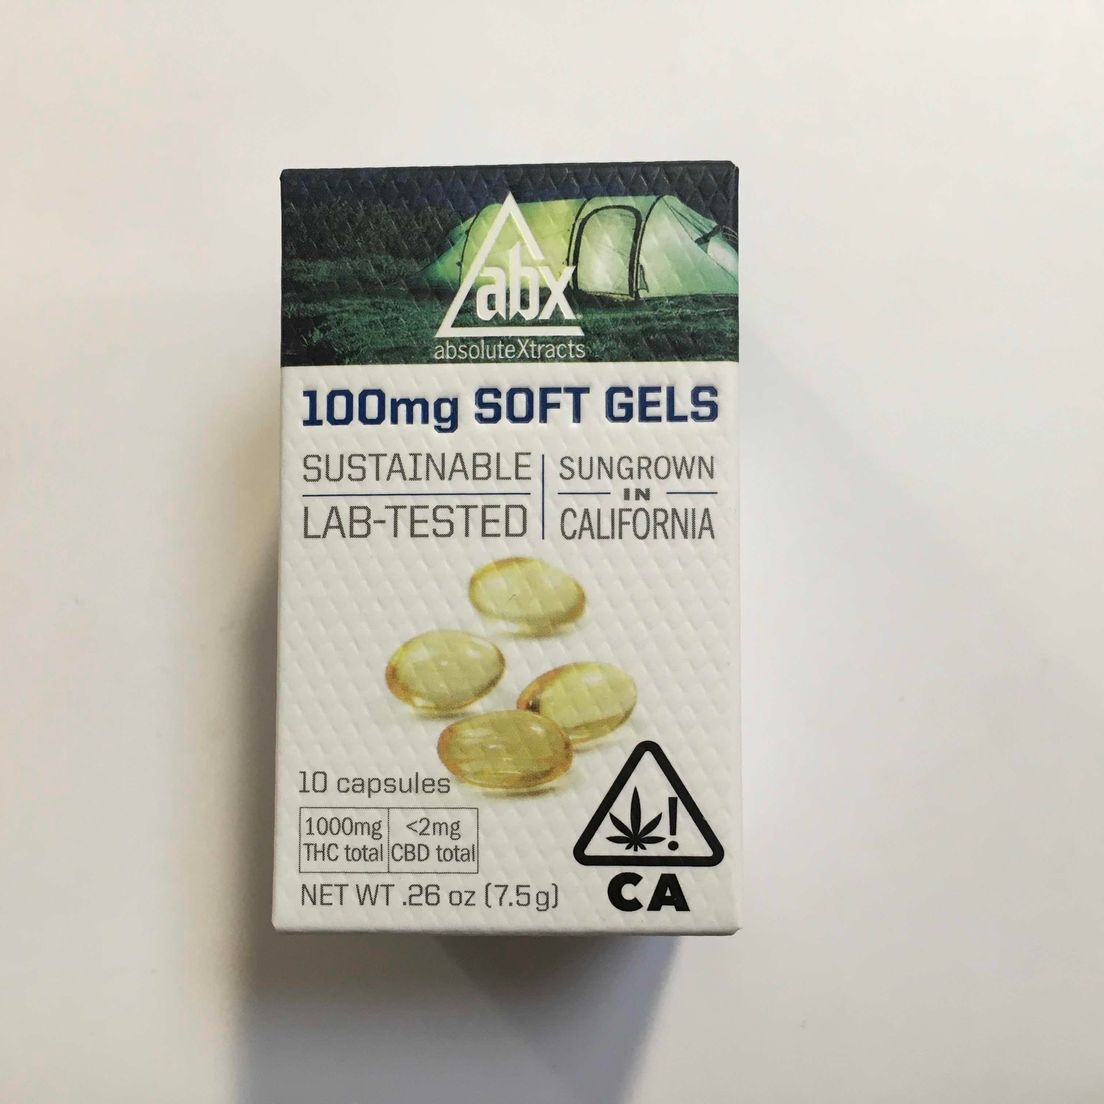 abx
absoluteXtracts
100mg SOFT GELS
SUSTAINABLE
LAB-TESTED
SUNGROWN
IN
CALIFORNIA
10 capsules
1000mg
THC total
<2mg
CBD total
NET WT .26 oz (7.5g)
!
CA